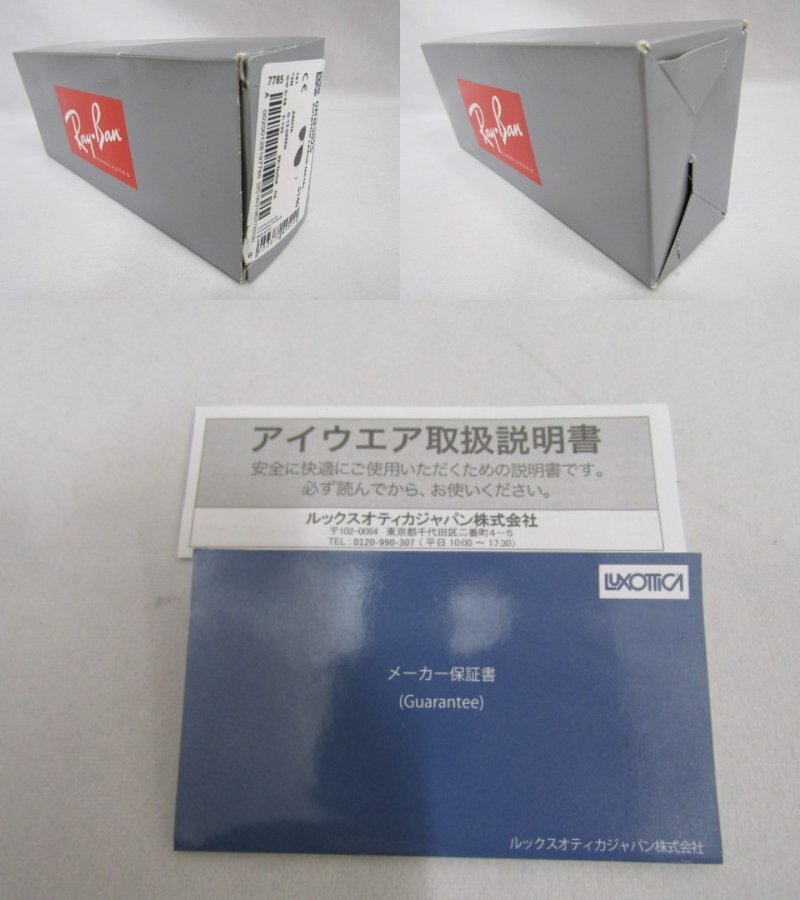 Ray-Ban
SUNGLASSES
7785
CE
Ray-Ban
SUNGLASSES
アイウエア取扱説明書
安全に快適にご使用いただくための説明書です。
必ず読んでから、お使いください。
ルックスオティカジャパン株式会社
〒102-0084 東京都千代田区二番町4-5
TEL : 0120-990-307 ( 平日 10:00 ～ 17:30)
LUXOTTICA
メーカー保証書
(Guarantee)
ルックスオティカジャパン株式会社